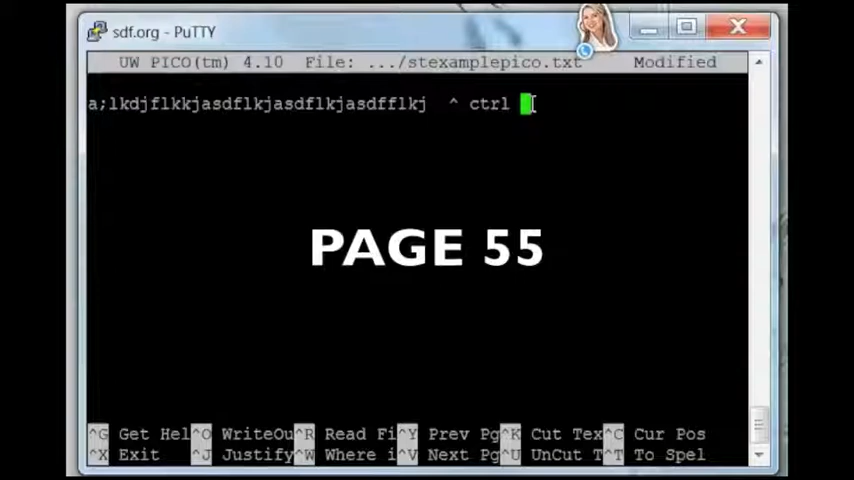 sdf.org - PuTTY
UW PICO(tm) 4.10 File: .../stexamplepico.txt Modified
a;lkdjflkkjasdflkjasdflkjasdfflkj ^ ctrl
PAGE 55
^G Get Hel^O WriteOu^R Read Fi^Y Prev Pg^K Cut Tex^C Cur Pos
^X Exit ^J Justify^W Where i^V Next Pg^U UnCut T^T To Spel